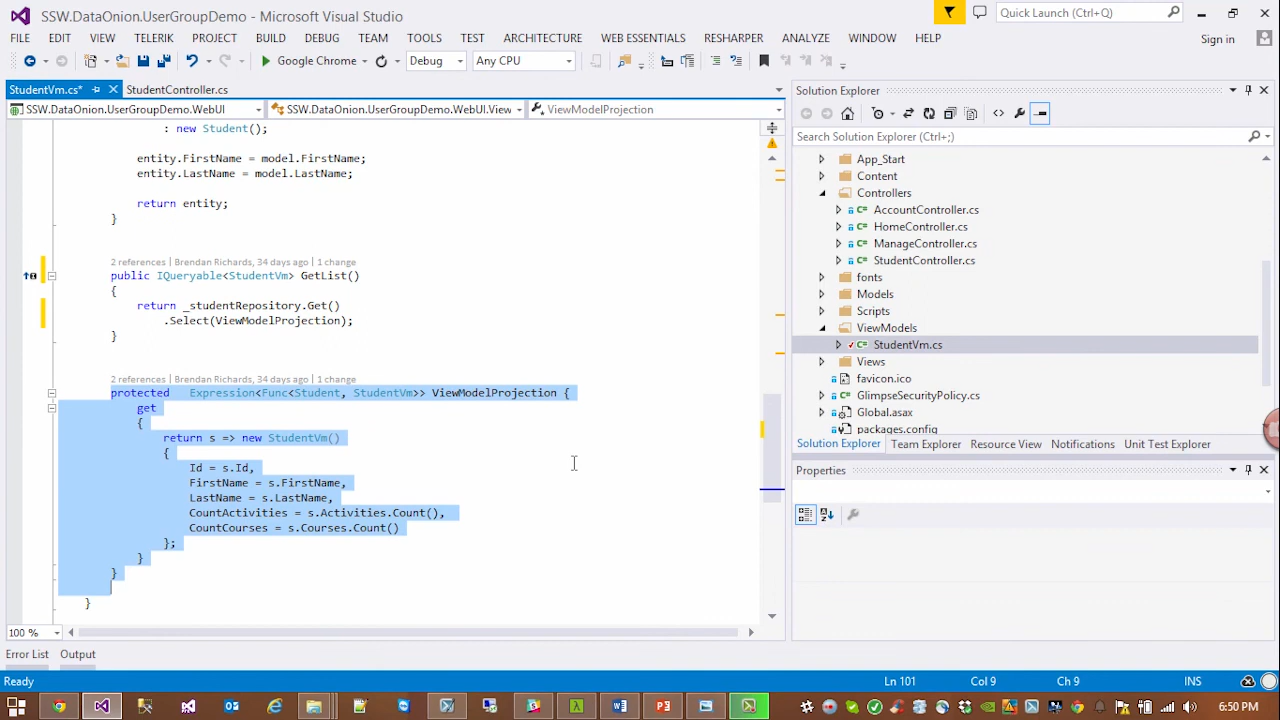 SSW.DataOnion.UserGroupDemo - Microsoft Visual Studio
Quick Launch (Ctrl+Q)
FILE EDIT VIEW TELERIK PROJECT BUILD DEBUG TEAM TOOLS TEST ARCHITECTURE WEB ESSENTIALS RESHARPER ANALYZE WINDOW HELP
Sign in
Google Chrome Debug Any CPU
StudentVm.cs* StudentController.cs
SSW.DataOnion.UserGroupDemo.WebUI SSW.DataOnion.UserGroupDemo.WebUI.View ViewModelProjection
: new Student();
entity.FirstName = model.FirstName;
entity.LastName = model.LastName;
return entity;
}
2 references | Brendan Richards, 34 days ago | 1 change
public IQueryable<StudentVm> GetList()
{
return _studentRepository.Get()
.Select(ViewModelProjection);
}
2 references | Brendan Richards, 34 days ago | 1 change
protected Expression<Func<Student, StudentVm>> ViewModelProjection {
get
{
return s => new StudentVm()
{
Id = s.Id,
FirstName = s.FirstName,
LastName = s.LastName,
CountActivities = s.Activities.Count(),
CountCourses = s.Courses.Count()
};
}
}
}
100 %
Solution Explorer
Search Solution Explorer (Ctrl+;)
App_Start
Content
Controllers
AccountController.cs
HomeController.cs
ManageController.cs
StudentController.cs
fonts
Models
Scripts
ViewModels
StudentVm.cs
Views
favicon.ico
GlimpseSecurityPolicy.cs
Global.asax
packages.config
Solution Explorer Team Explorer Resource View Notifications Unit Test Explorer
Properties
Error List Output
Ready Ln 101 Col 9 Ch 9 INS
6:50 PM